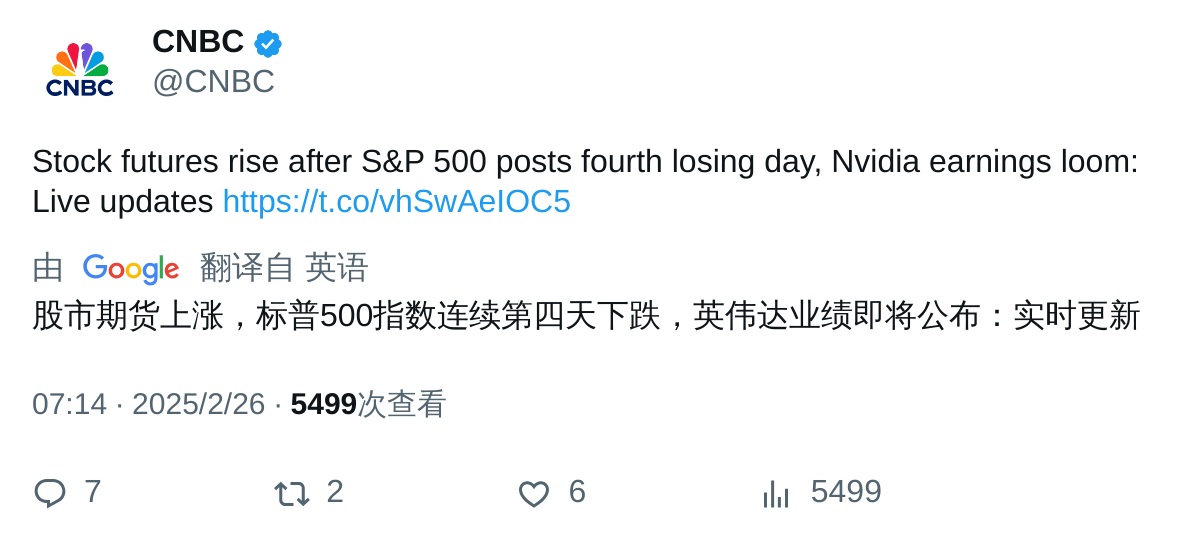 CNBC
CNBC
@CNBC
Stock futures rise after S&P 500 posts fourth losing day, Nvidia earnings loom:
Live updates https://t.co/vhSwAeIOC5
由 Google 翻译自 英语
股市期货上涨，标普500指数连续第四天下跌，英伟达业绩即将公布：实时更新
07:14 · 2025/2/26 · 5499次查看
7 2 6 5499